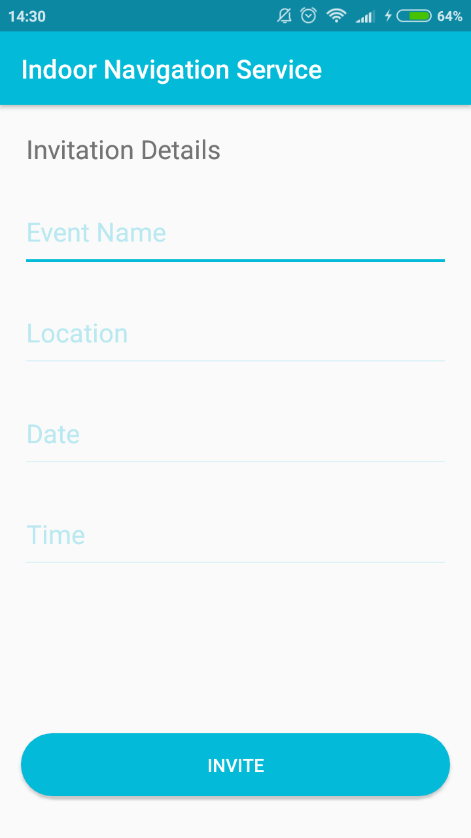 14:30 64%
Indoor Navigation Service
Invitation Details
Event Name
Location
Date
Time
INVITE